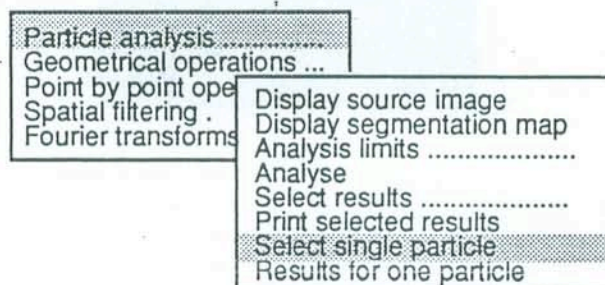 Particle analysis ..............
Geometrical operations ...
Point by point ope
Spatial filtering .
Fourier transforms
Display source image
Display segmentation map
Analysis limits .....................
Analyse
Select results .....................
Print selected results
Select single particle
Results for one particle